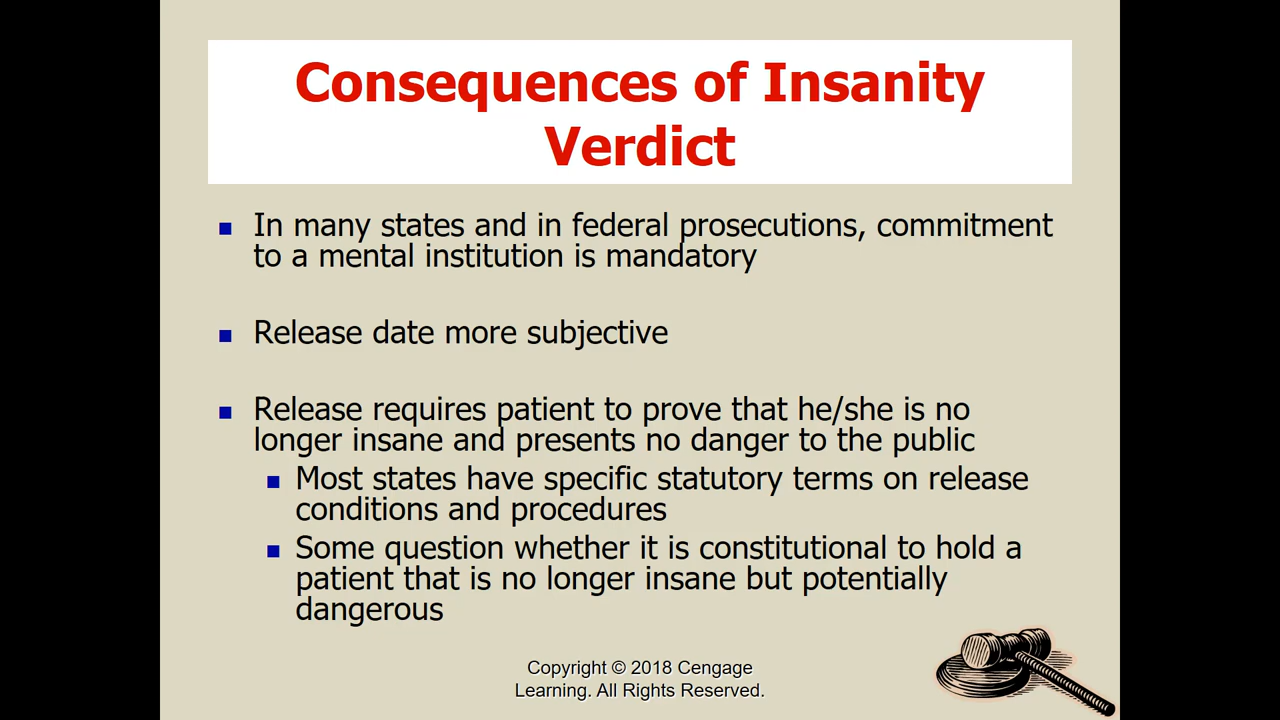 Consequences of Insanity
Verdict
In many states and in federal prosecutions, commitment
to a mental institution is mandatory
Release date more subjective
Release requires patient to prove that he/she is no
longer insane and presents no danger to the public
Most states have specific statutory terms on release
conditions and procedures
Some question whether it is constitutional to hold a
patient that is no longer insane but potentially
dangerous
Copyright © 2018 Cengage
Learning. All Rights Reserved.